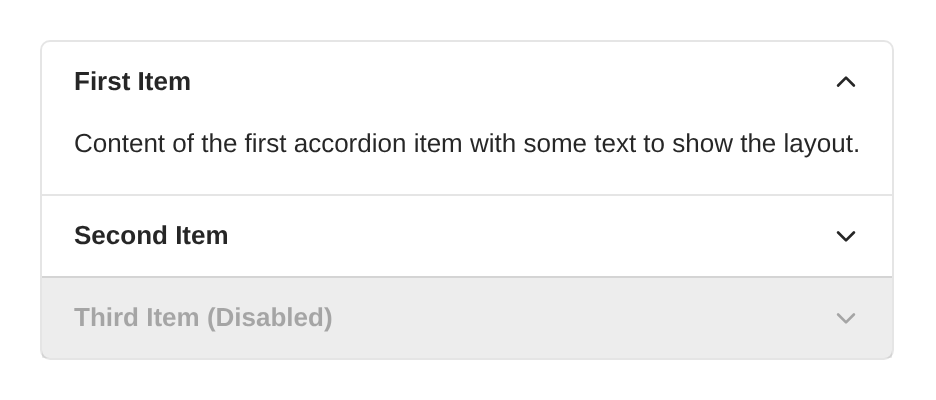 First Item
Content of the first accordion item with some text to show the layout.
Second Item
Third Item (Disabled)